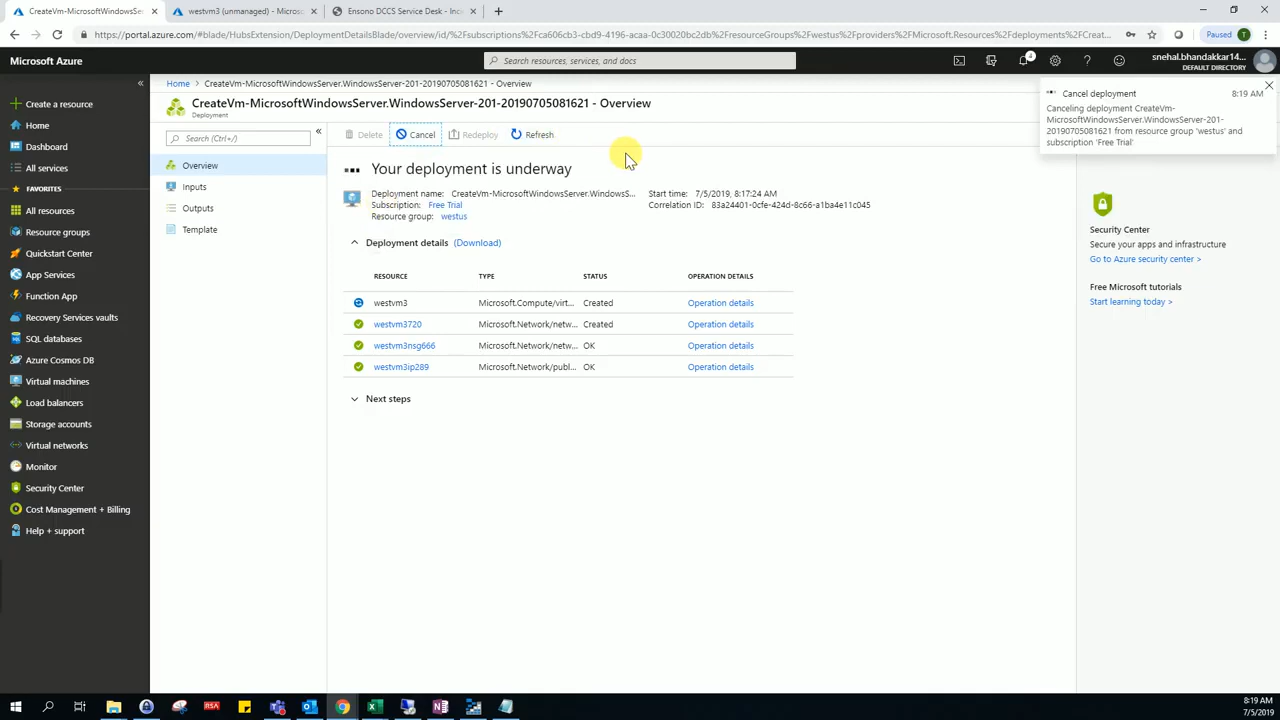 CreateVm-MicrosoftWindowsServer
westvm3 (unmanaged) - Microsoft
Ensono DCCS Service Desk - Inc
https://portal.azure.com/#blade/HubsExtension/DeploymentDetailsBlade/overview/id/%2Fsubscriptions%2Fca606cb3-cbd9-4196-acaa-0c30020bc2db%2FresourceGroups%2Fwestus%2Fproviders%2FMicrosoft.Resources%2Fdeployments%2FCreat...
Paused
T
Microsoft Azure
Search resources, services, and docs
snehal.bhandakkar14...
DEFAULT DIRECTORY
Create a resource
Home
Dashboard
All services
FAVORITES
All resources
Resource groups
Quickstart Center
App Services
Function App
Recovery Services vaults
SQL databases
Azure Cosmos DB
Virtual machines
Load balancers
Storage accounts
Virtual networks
Monitor
Security Center
Cost Management + Billing
Help + support
Home > CreateVm-MicrosoftWindowsServer.WindowsServer-201-20190705081621 - Overview
CreateVm-MicrosoftWindowsServer.WindowsServer-201-20190705081621 - Overview
Deployment
Search (Ctrl+/)
Overview
Inputs
Outputs
Template
Delete Cancel Redeploy Refresh
Your deployment is underway
Deployment name: CreateVm-MicrosoftWindowsServer.WindowsS...
Subscription: Free Trial
Resource group: westus
Start time: 7/5/2019, 8:17:24 AM
Correlation ID: 83a24401-0cfe-424d-8c66-a1ba4e11c045
Deployment details (Download)
RESOURCE TYPE STATUS OPERATION DETAILS
westvm3 Microsoft.Compute/virt... Created Operation details
westvm3720 Microsoft.Network/netw... Created Operation details
westvm3nsg666 Microsoft.Network/netw... OK Operation details
westvm3ip289 Microsoft.Network/publ... OK Operation details
Next steps
Cancel deployment 8:19 AM
Canceling deployment CreateVm-
MicrosoftWindowsServer.WindowsServer-201-
20190705081621 from resource group 'westus' and
subscription 'Free Trial'
Security Center
Secure your apps and infrastructure
Go to Azure security center >
Free Microsoft tutorials
Start learning today >
RSA
8:19 AM
7/5/2019